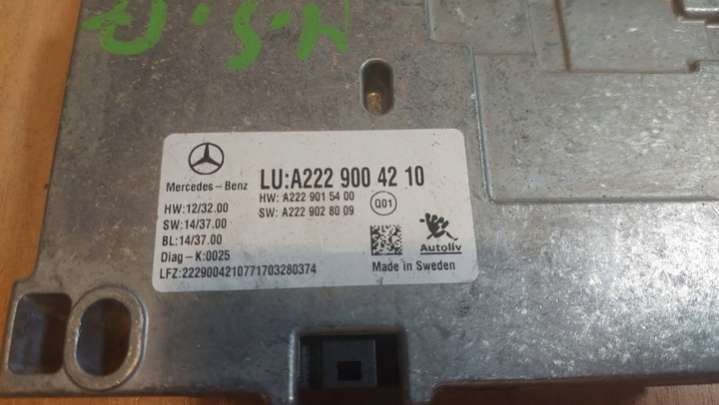 M.S.A
Mercedes-Benz
LU:A222 900 42 10
HW: A222 901 54 00
SW: A222 902 80 09
Q01
HW:12/32.00
SW:14/37.00
BL:14/37.00
Diag-K:0025
LFZ:2229004210771703280374
Autoliv
Made in Sweden